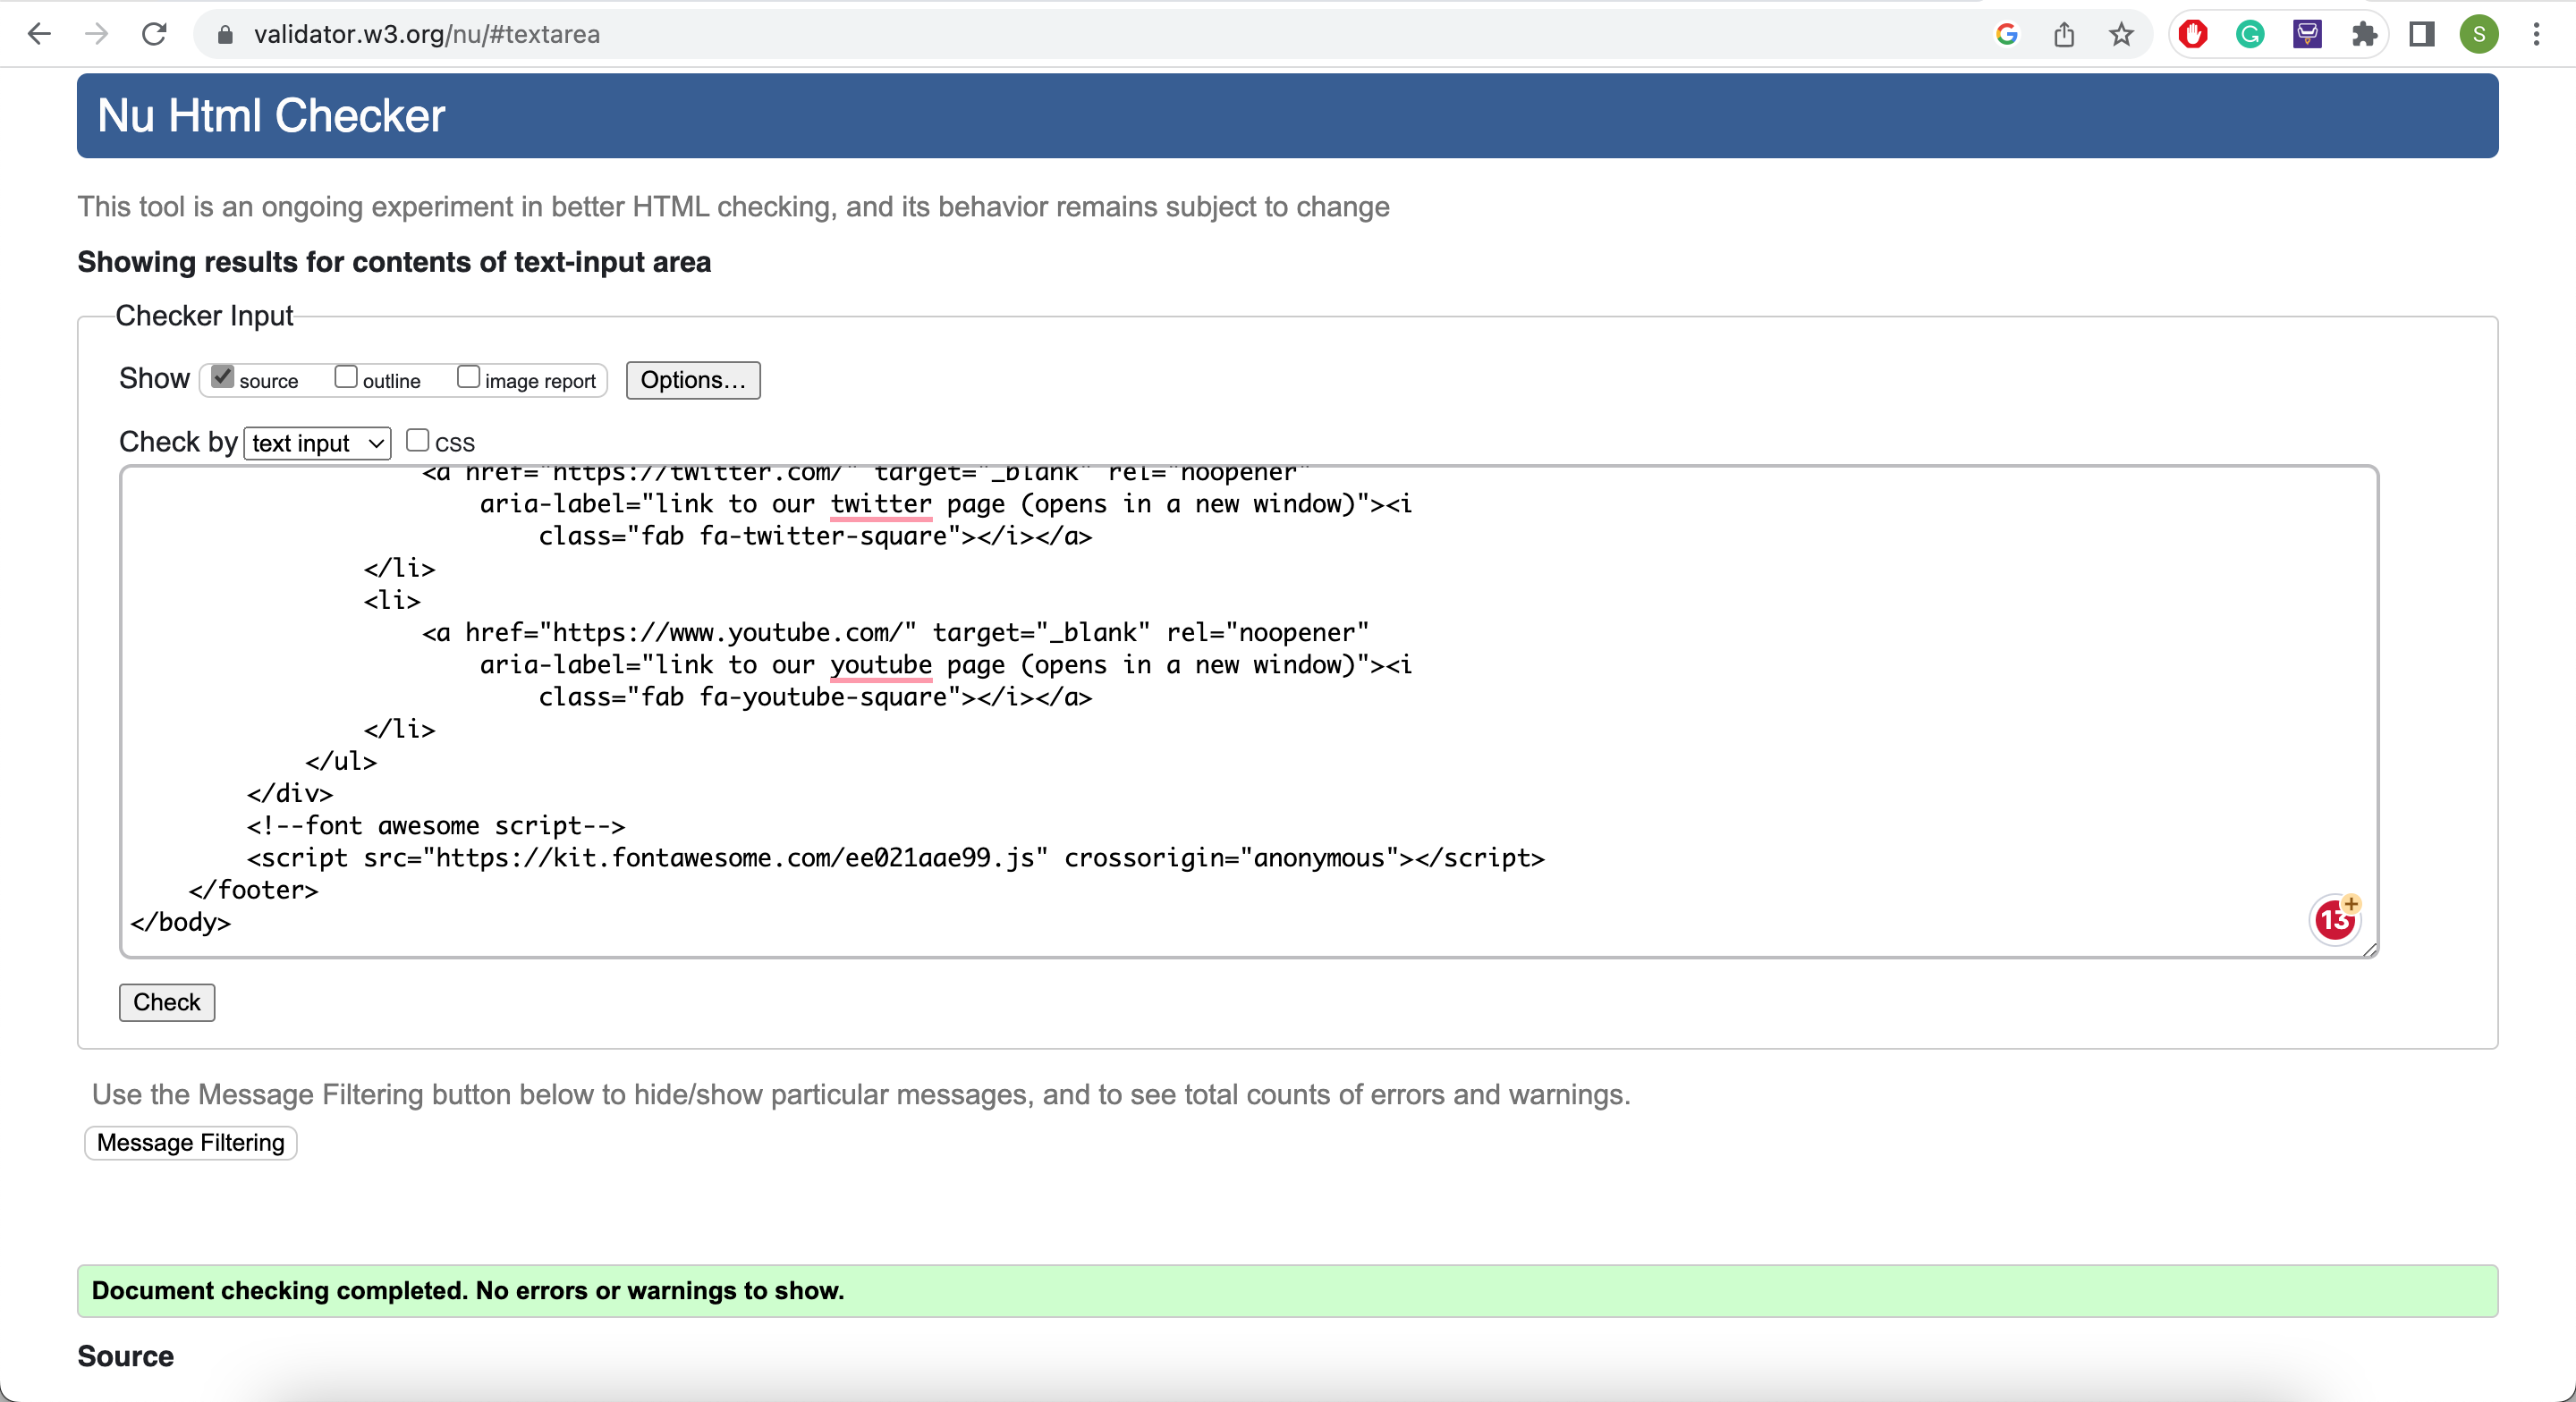 validator.w3.org/nu/#textarea
S
Nu Html Checker
This tool is an ongoing experiment in better HTML checking, and its behavior remains subject to change
Showing results for contents of text-input area
Checker Input
Show source outline image report Options...
Check by text input css
<a href="https://twitter.com/" target="_blank" rel="noopener"
aria-label="link to our twitter page (opens in a new window)"><i
class="fab fa-twitter-square"></i></a>
</li>
<li>
<a href="https://www.youtube.com/" target="_blank" rel="noopener"
aria-label="link to our youtube page (opens in a new window)"><i
class="fab fa-youtube-square"></i></a>
</li>
</ul>
</div>
<!--font awesome script-->
<script src="https://kit.fontawesome.com/ee021aae99.js" crossorigin="anonymous"></script>
</footer>
</body>
13
Check
Use the Message Filtering button below to hide/show particular messages, and to see total counts of errors and warnings.
Message Filtering
Document checking completed. No errors or warnings to show.
Source